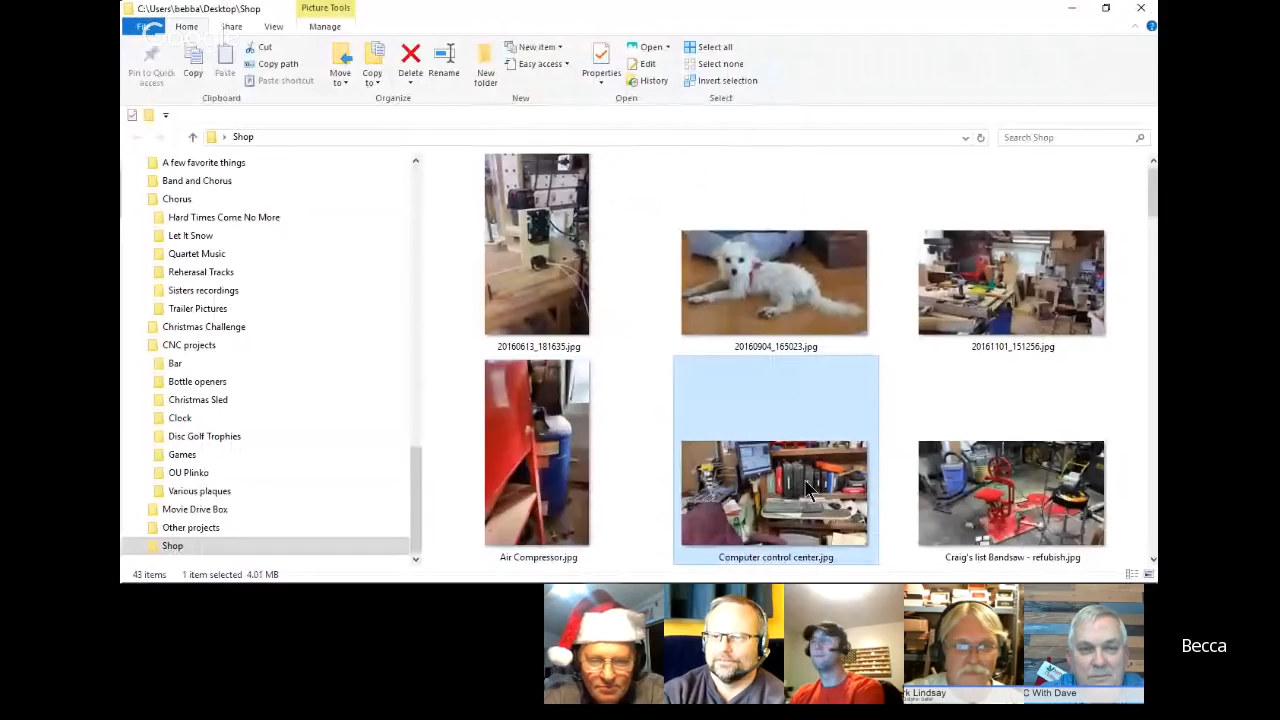 C:\Users\bebba\Desktop\Shop
Picture Tools
File
Home
Share
View
Manage
Google
Pin to Quick access
Copy
Paste
Cut
Copy path
Paste shortcut
Clipboard
Move to
Copy to
Delete
Rename
Organize
New folder
New item
Easy access
New
Properties
Open
Edit
History
Open
Select all
Select none
Invert selection
Select
Shop
Search Shop
A few favorite things
Band and Chorus
Chorus
Hard Times Come No More
Let It Snow
Quartet Music
Reherasal Tracks
Sisters recordings
Trailer Pictures
Christmas Challenge
CNC projects
Bar
Bottle openers
Christmas Sled
Clock
Disc Golf Trophies
Games
OU Plinko
Various plaques
Movie Drive Box
Other projects
Shop
20160613_181635.jpg
20160904_165023.jpg
20161101_151256.jpg
Air Compressor.jpg
Computer control center.jpg
Craig's list Bandsaw - refubish.jpg
43 items
1 item selected 4.01 MB
rk Lindsay
C With Dave
Becca